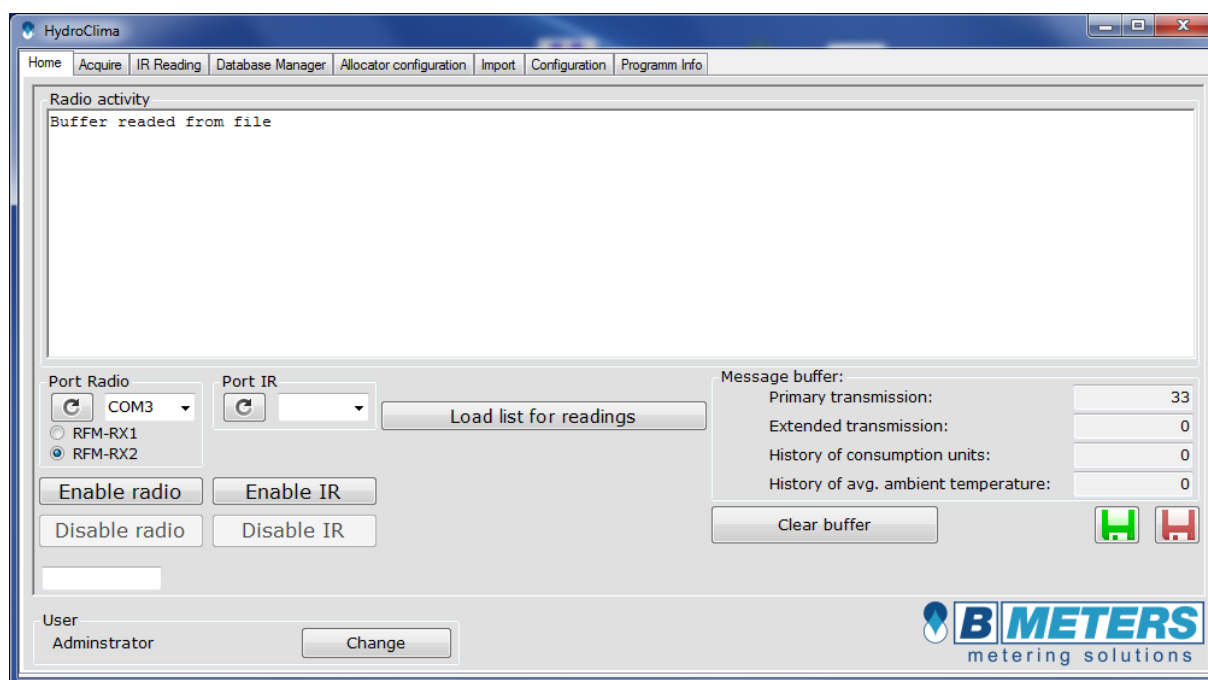 HydroClima
Home Acquire IR Reading Database Manager Allocator configuration Import Configuration Programm Info
Radio activity
Buffer readed from file
Port Radio
COM3
RFM-RX1
RFM-RX2
Port IR
Load list for readings
Message buffer:
Primary transmission: 33
Extended transmission: 0
History of consumption units: 0
History of avg. ambient temperature: 0
Enable radio Enable IR
Disable radio Disable IR
Clear buffer
User
Adminstrator Change
B METERS
metering solutions